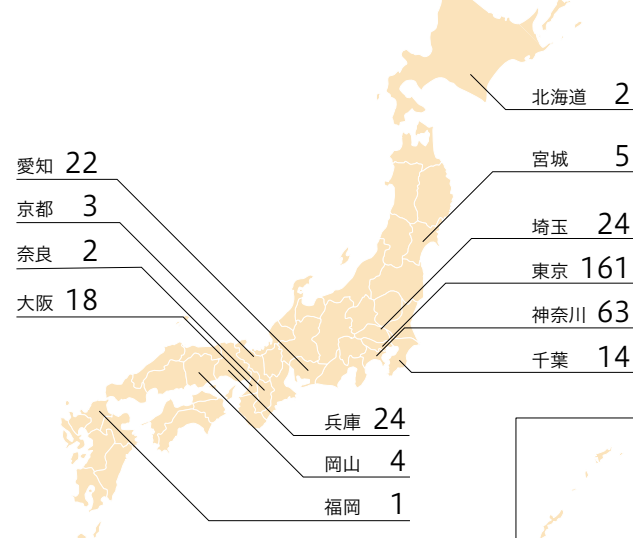 北海道 2
宮城 5
愛知 22
京都 3
奈良 2
大阪 18
埼玉 24
東京 161
神奈川 63
千葉 14
兵庫 24
岡山 4
福岡 1